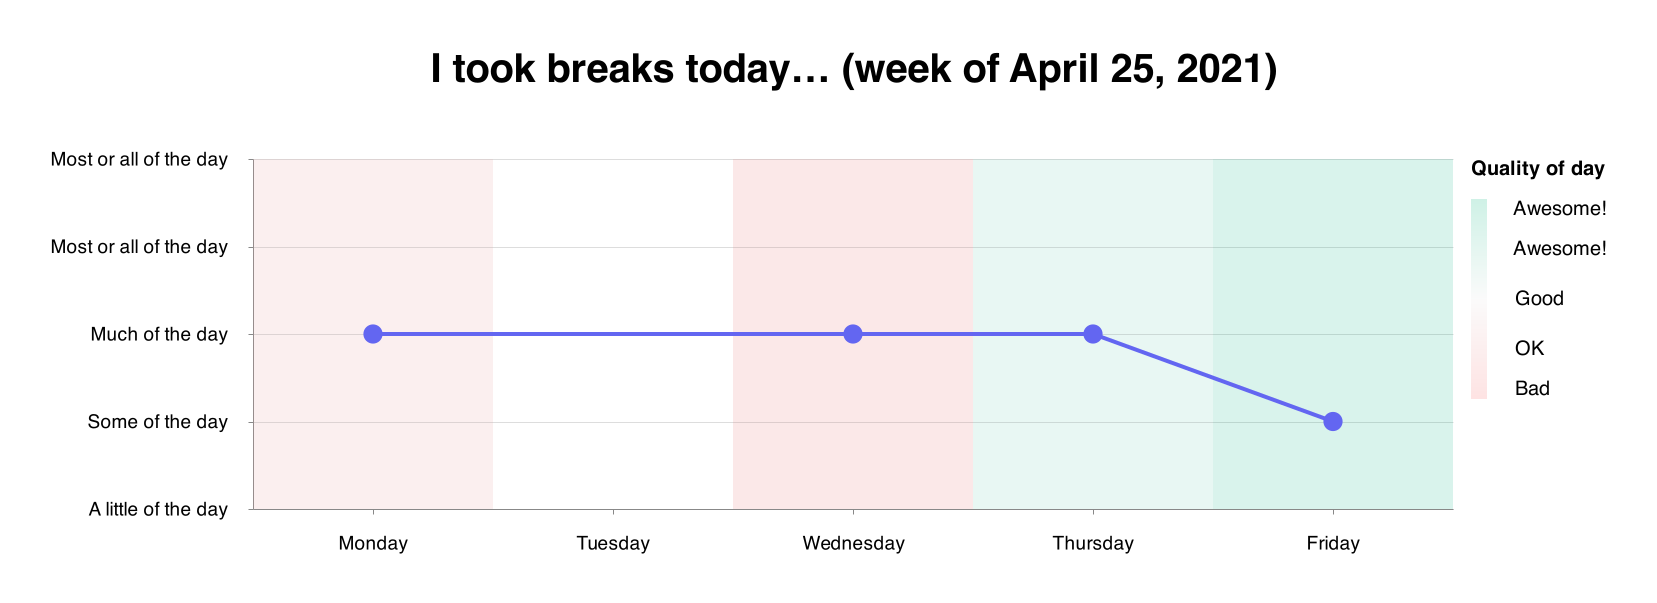 I took breaks today… (week of April 25, 2021)
Most or all of the day
Most or all of the day
Much of the day
Some of the day
A little of the day
Monday
Tuesday
Wednesday
Thursday
Friday
Quality of day
Awesome!
Awesome!
Good
OK
Bad